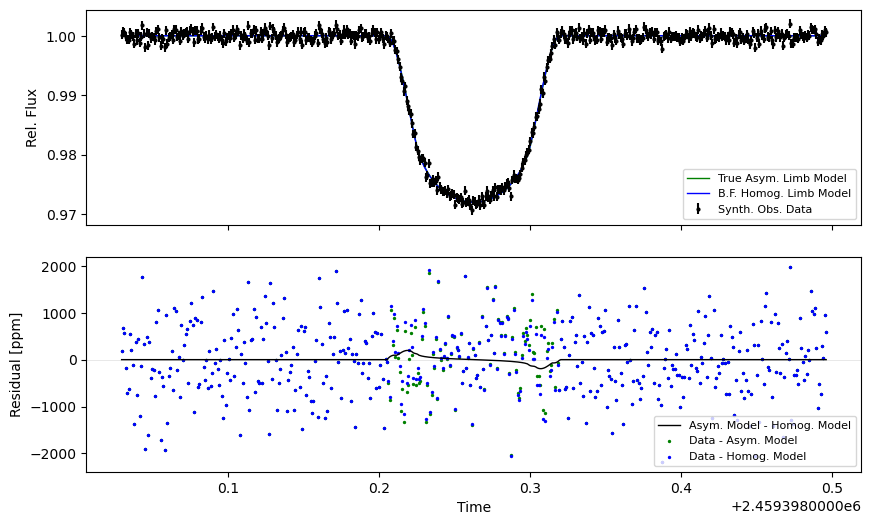 1.00
0.99
0.98
0.97
Rel. Flux
True Asym. Limb Model
B.F. Homog. Limb Model
Synth. Obs. Data
2000
1000
0
−1000
−2000
Residual [ppm]
Asym. Model - Homog. Model
Data - Asym. Model
Data - Homog. Model
0.1 0.2 0.3 0.4 0.5
Time
+2.4593980000e6